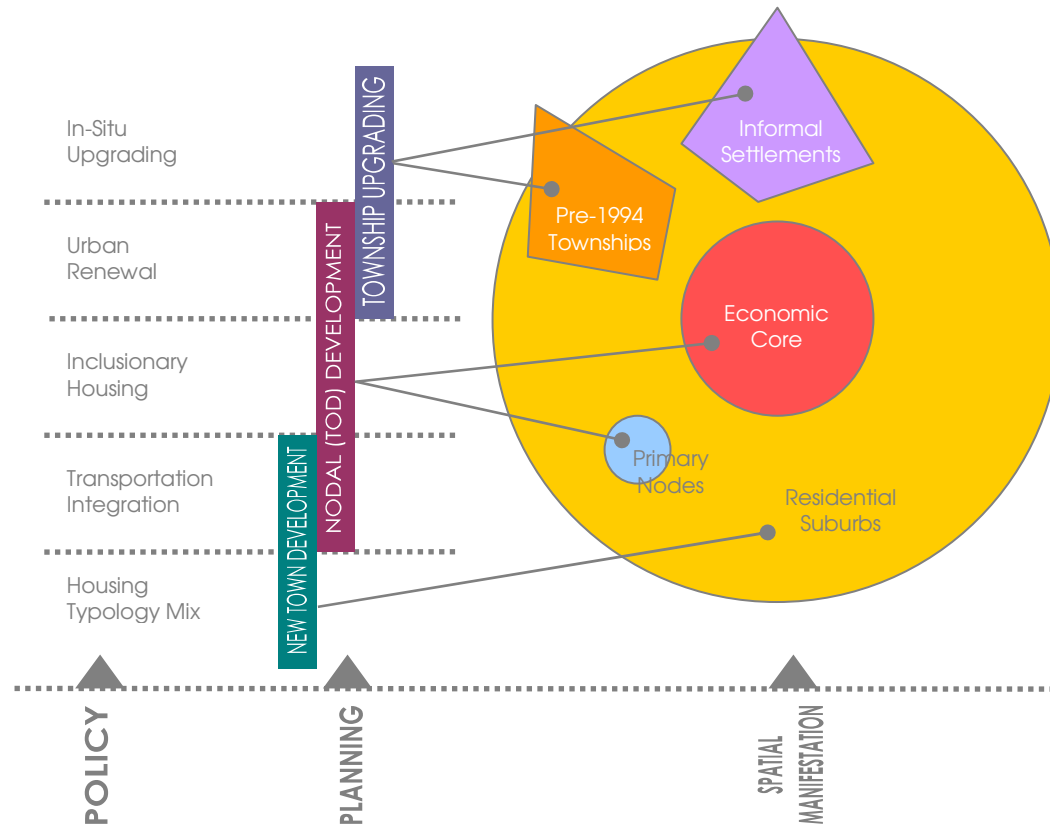 In-Situ
Upgrading
Urban
Renewal
Inclusionary
Housing
Transportation
Integration
Housing
Typology Mix
TOWNSHIP UPGRADING
NODAL (TOD) DEVELOPMENT
NEW TOWN DEVELOPMENT
Informal
Settlements
Pre-1994
Townships
Economic
Core
Primary
Nodes
Residential
Suburbs
POLICY
PLANNING
SPATIAL
MANIFESTATION